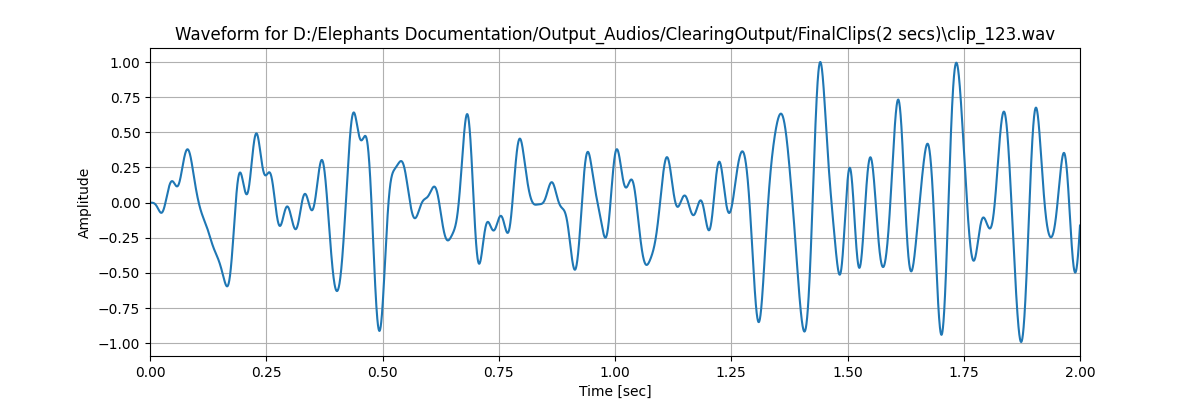 Waveform for D:/Elephants Documentation/Output_Audios/ClearingOutput/FinalClips(2 secs)\clip_123.wav
1.00
0.75
0.50
0.25
0.00
−0.25
−0.50
−0.75
−1.00
Amplitude
0.00 0.25 0.50 0.75 1.00 1.25 1.50 1.75 2.00
Time [sec]